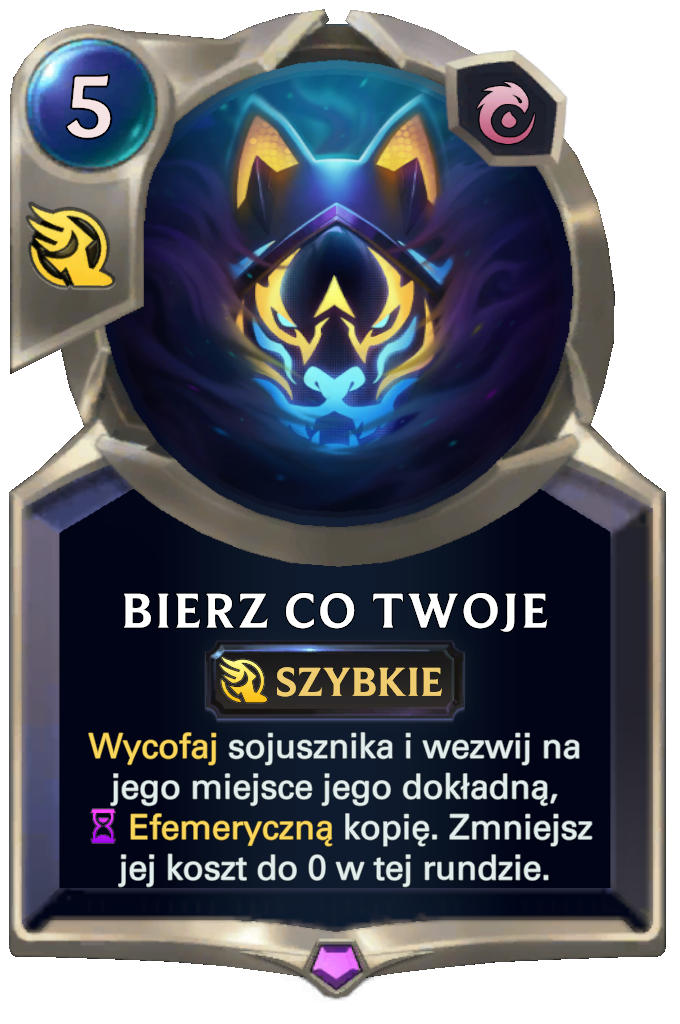 5
BIERZ CO TWOJE
SZYBKIE
Wycofaj sojusznika i wezwij na
jego miejsce jego dokładną,
Efemeryczną kopię. Zmniejsz
jej koszt do 0 w tej rundzie.